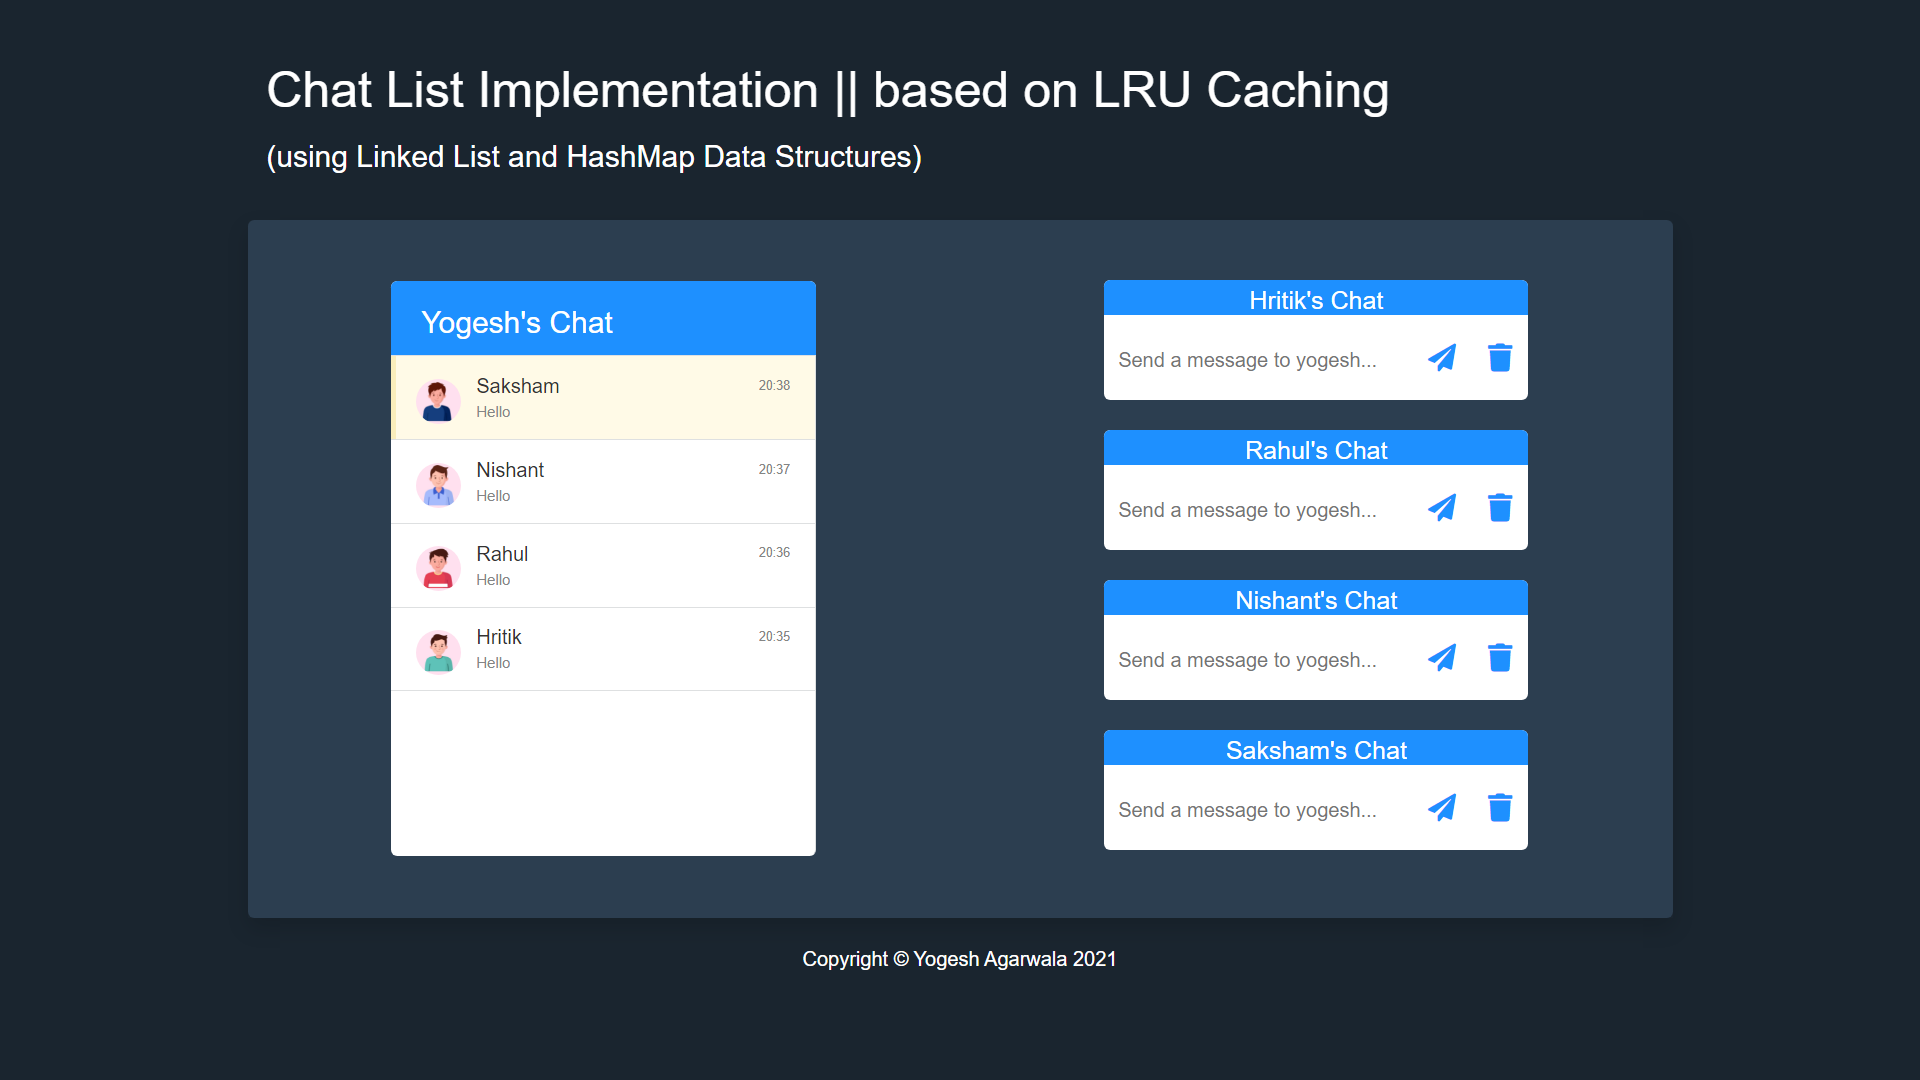 Chat List Implementation || based on LRU Caching
(using Linked List and HashMap Data Structures)
Yogesh's Chat
Saksham 20:38
Hello
Nishant 20:37
Hello
Rahul 20:36
Hello
Hritik 20:35
Hello
Hritik's Chat
Send a message to yogesh...
Rahul's Chat
Send a message to yogesh...
Nishant's Chat
Send a message to yogesh...
Saksham's Chat
Send a message to yogesh...
Copyright © Yogesh Agarwala 2021